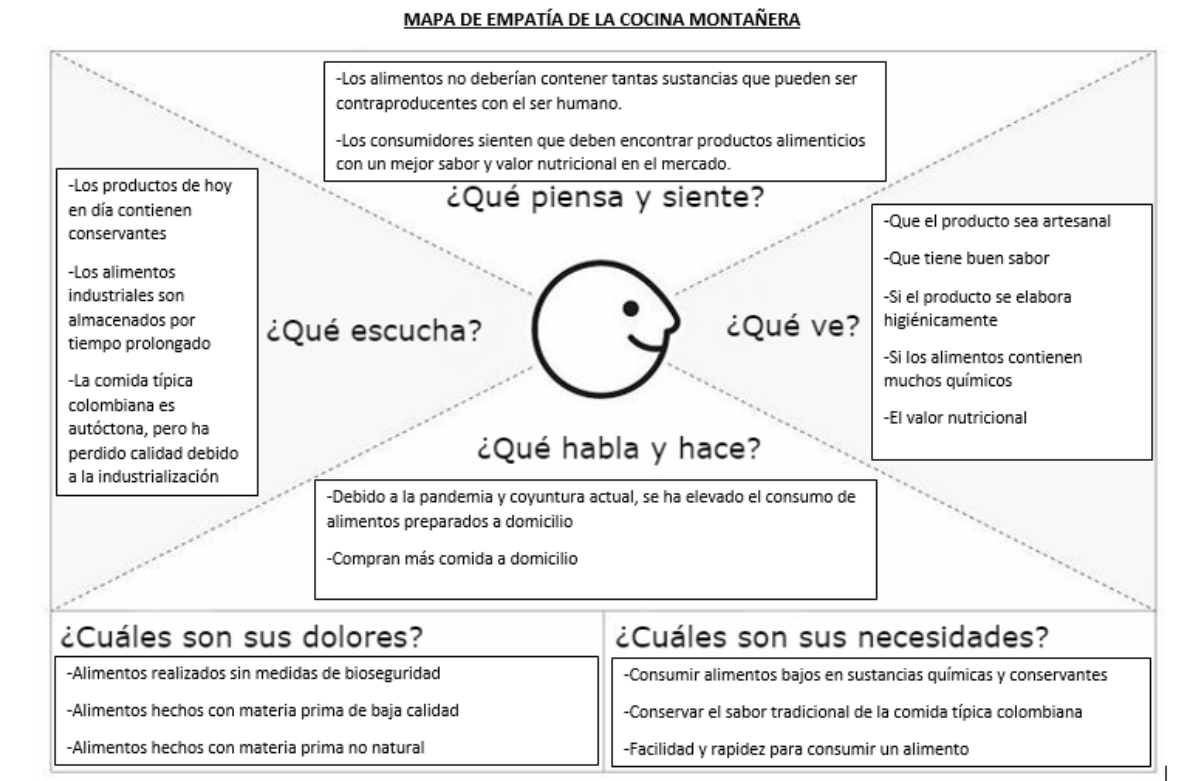 MAPA DE EMPATÍA DE LA COCINA MONTAÑERA
-Los alimentos no deberían contener tantas sustancias que pueden ser
contraproducentes con el ser humano.
-Los consumidores sienten que deben encontrar productos alimenticios
con un mejor sabor y valor nutricional en el mercado.
¿Qué piensa y siente?
-Los productos de hoy
en día contienen
conservantes
-Los alimentos
industriales son
almacenados por
tiempo prolongado
-La comida típica
colombiana es
autóctona, pero ha
perdido calidad debido
a la industrialización
¿Qué escucha?
¿Qué ve?
-Que el producto sea artesanal
-Que tiene buen sabor
-Si el producto se elabora
higiénicamente
-Si los alimentos contienen
muchos químicos
-El valor nutricional
¿Qué habla y hace?
-Debido a la pandemia y coyuntura actual, se ha elevado el consumo de
alimentos preparados a domicilio
-Compran más comida a domicilio
¿Cuáles son sus dolores?
-Alimentos realizados sin medidas de bioseguridad
-Alimentos hechos con materia prima de baja calidad
-Alimentos hechos con materia prima no natural
¿Cuáles son sus necesidades?
-Consumir alimentos bajos en sustancias químicas y conservantes
-Conservar el sabor tradicional de la comida típica colombiana
-Facilidad y rapidez para consumir un alimento